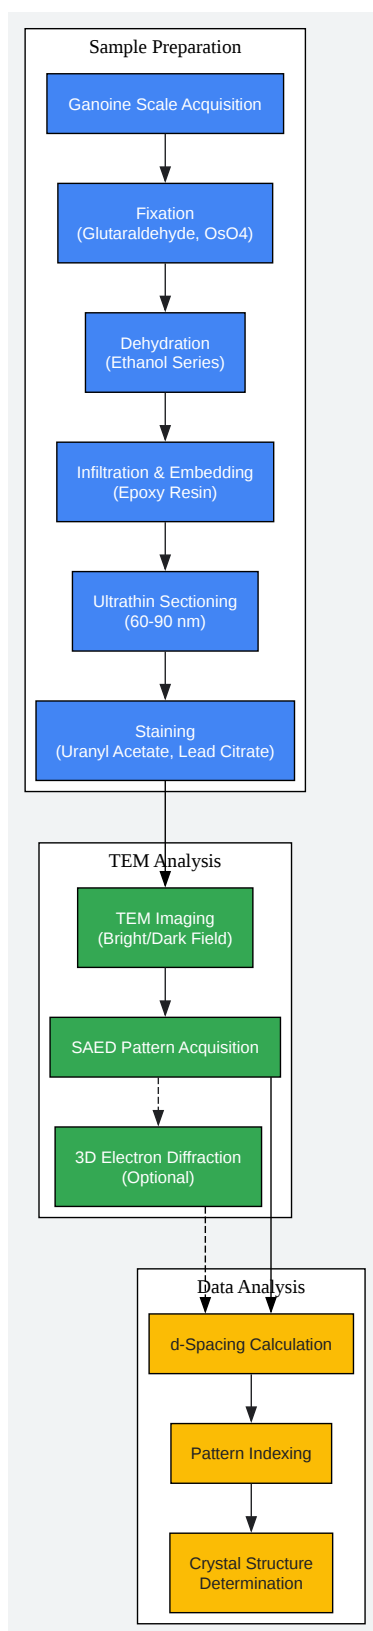 Sample Preparation
Ganoine Scale Acquisition
Fixation
(Glutaraldehyde, OsO4)
Dehydration
(Ethanol Series)
Infiltration & Embedding
(Epoxy Resin)
Ultrathin Sectioning
(60-90 nm)
Staining
(Uranyl Acetate, Lead Citrate)
TEM Analysis
TEM Imaging
(Bright/Dark Field)
SAED Pattern Acquisition
3D Electron Diffraction
(Optional)
Data Analysis
d-Spacing Calculation
Pattern Indexing
Crystal Structure
Determination